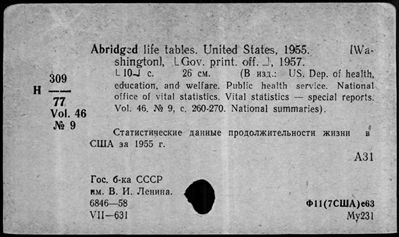 Abridged life tables. United States, 1955. [Wa-
shington], [Gov. print. off.], 1957.
[10] c. 26 см. (В изд.: US. Dep. of health,
education, and welfare. Public health service. National
office of vital statistics. Vital statistics — special reports.
Vol. 46, № 9, c. 260-270. National summaries).
H 309
77
Vol. 46
№ 9
Статистические данные продолжительности жизни в
США за 1955 г.
А31
Гос. б-ка СССР
им. В. И. Ленина.
6846—58
VII—631
Ф11(7США)с63
Му231